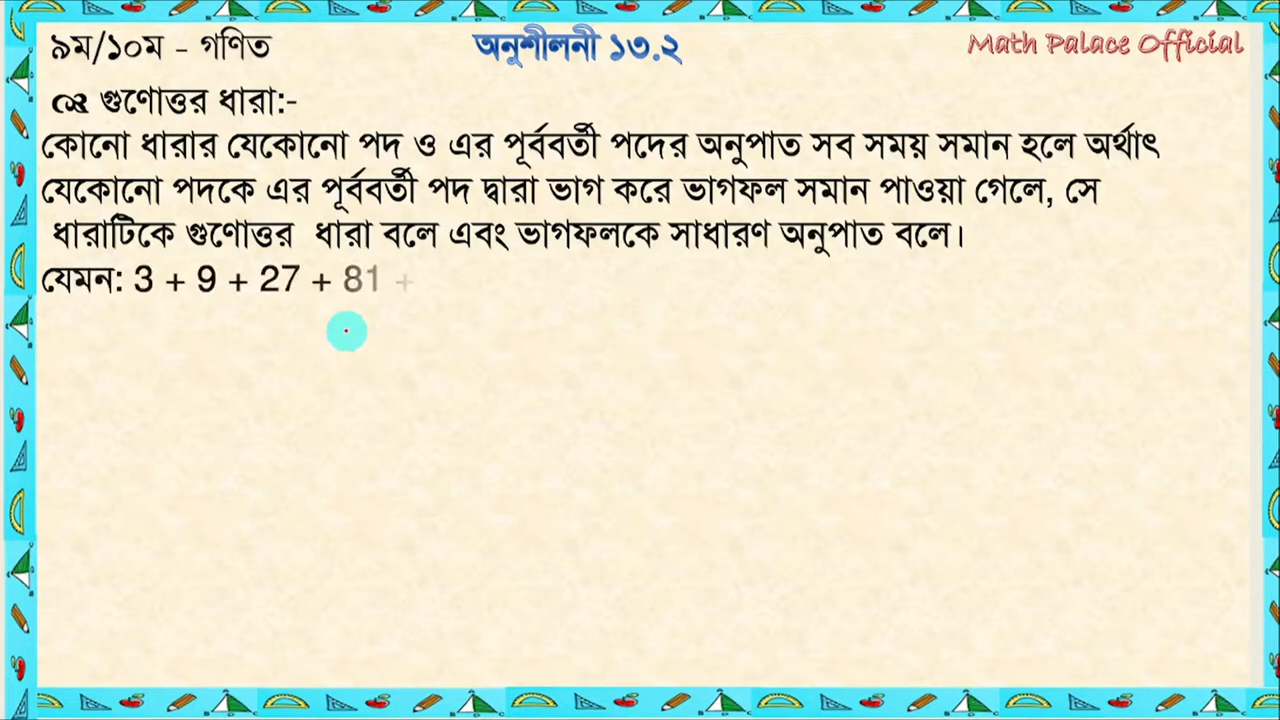 ৯ম/১০ম - গণিত
অনুশীলনী ১৩.২
Math Palace Official
গুণোত্তর ধারা:-
কোনো ধারার যেকোনো পদ ও এর পূর্ববর্তী পদের অনুপাত সব সময় সমান হলে অর্থাৎ
যেকোনো পদকে এর পূর্ববর্তী পদ দ্বারা ভাগ করে ভাগফল সমান পাওয়া গেলে, সে
ধারাটিকে গুণোত্তর ধারা বলে এবং ভাগফলকে সাধারণ অনুপাত বলে।
যেমন: 3 + 9 + 27 + 81 +